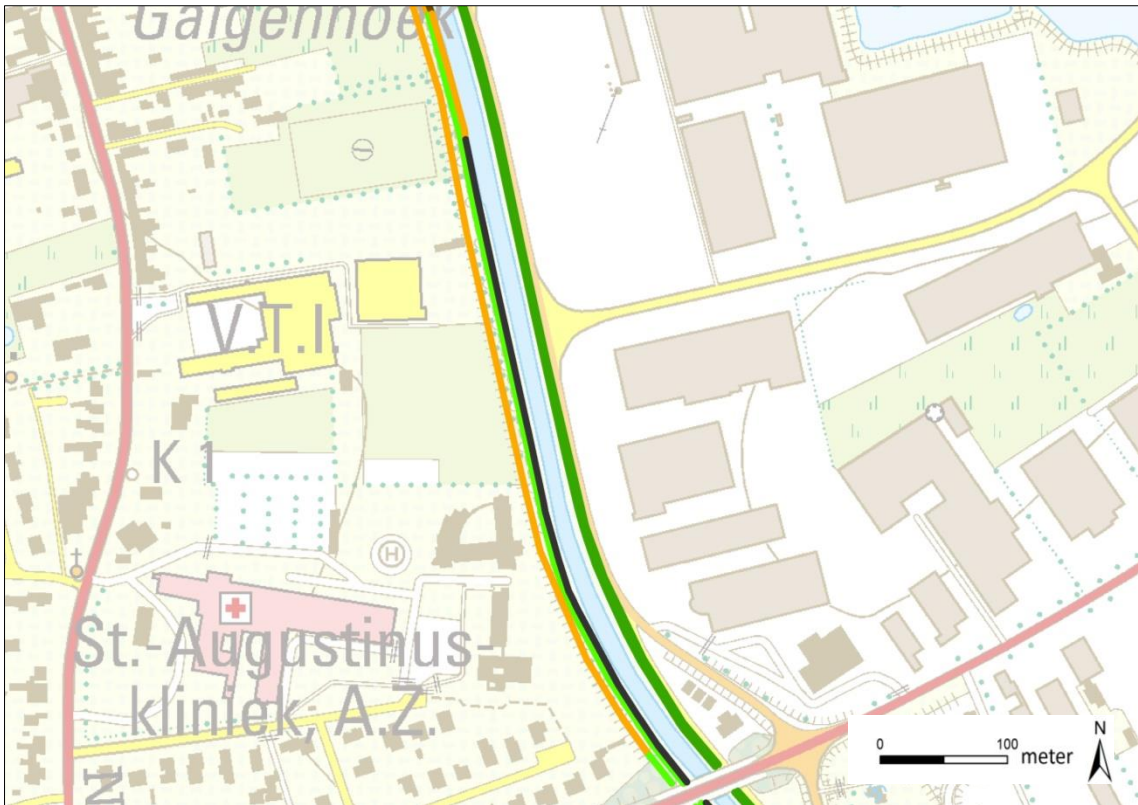 Galgenhoek
V.T.I.
K 1
H
St.-Augustinus-
kliniek, A.Z.
N
N
0 100 meter